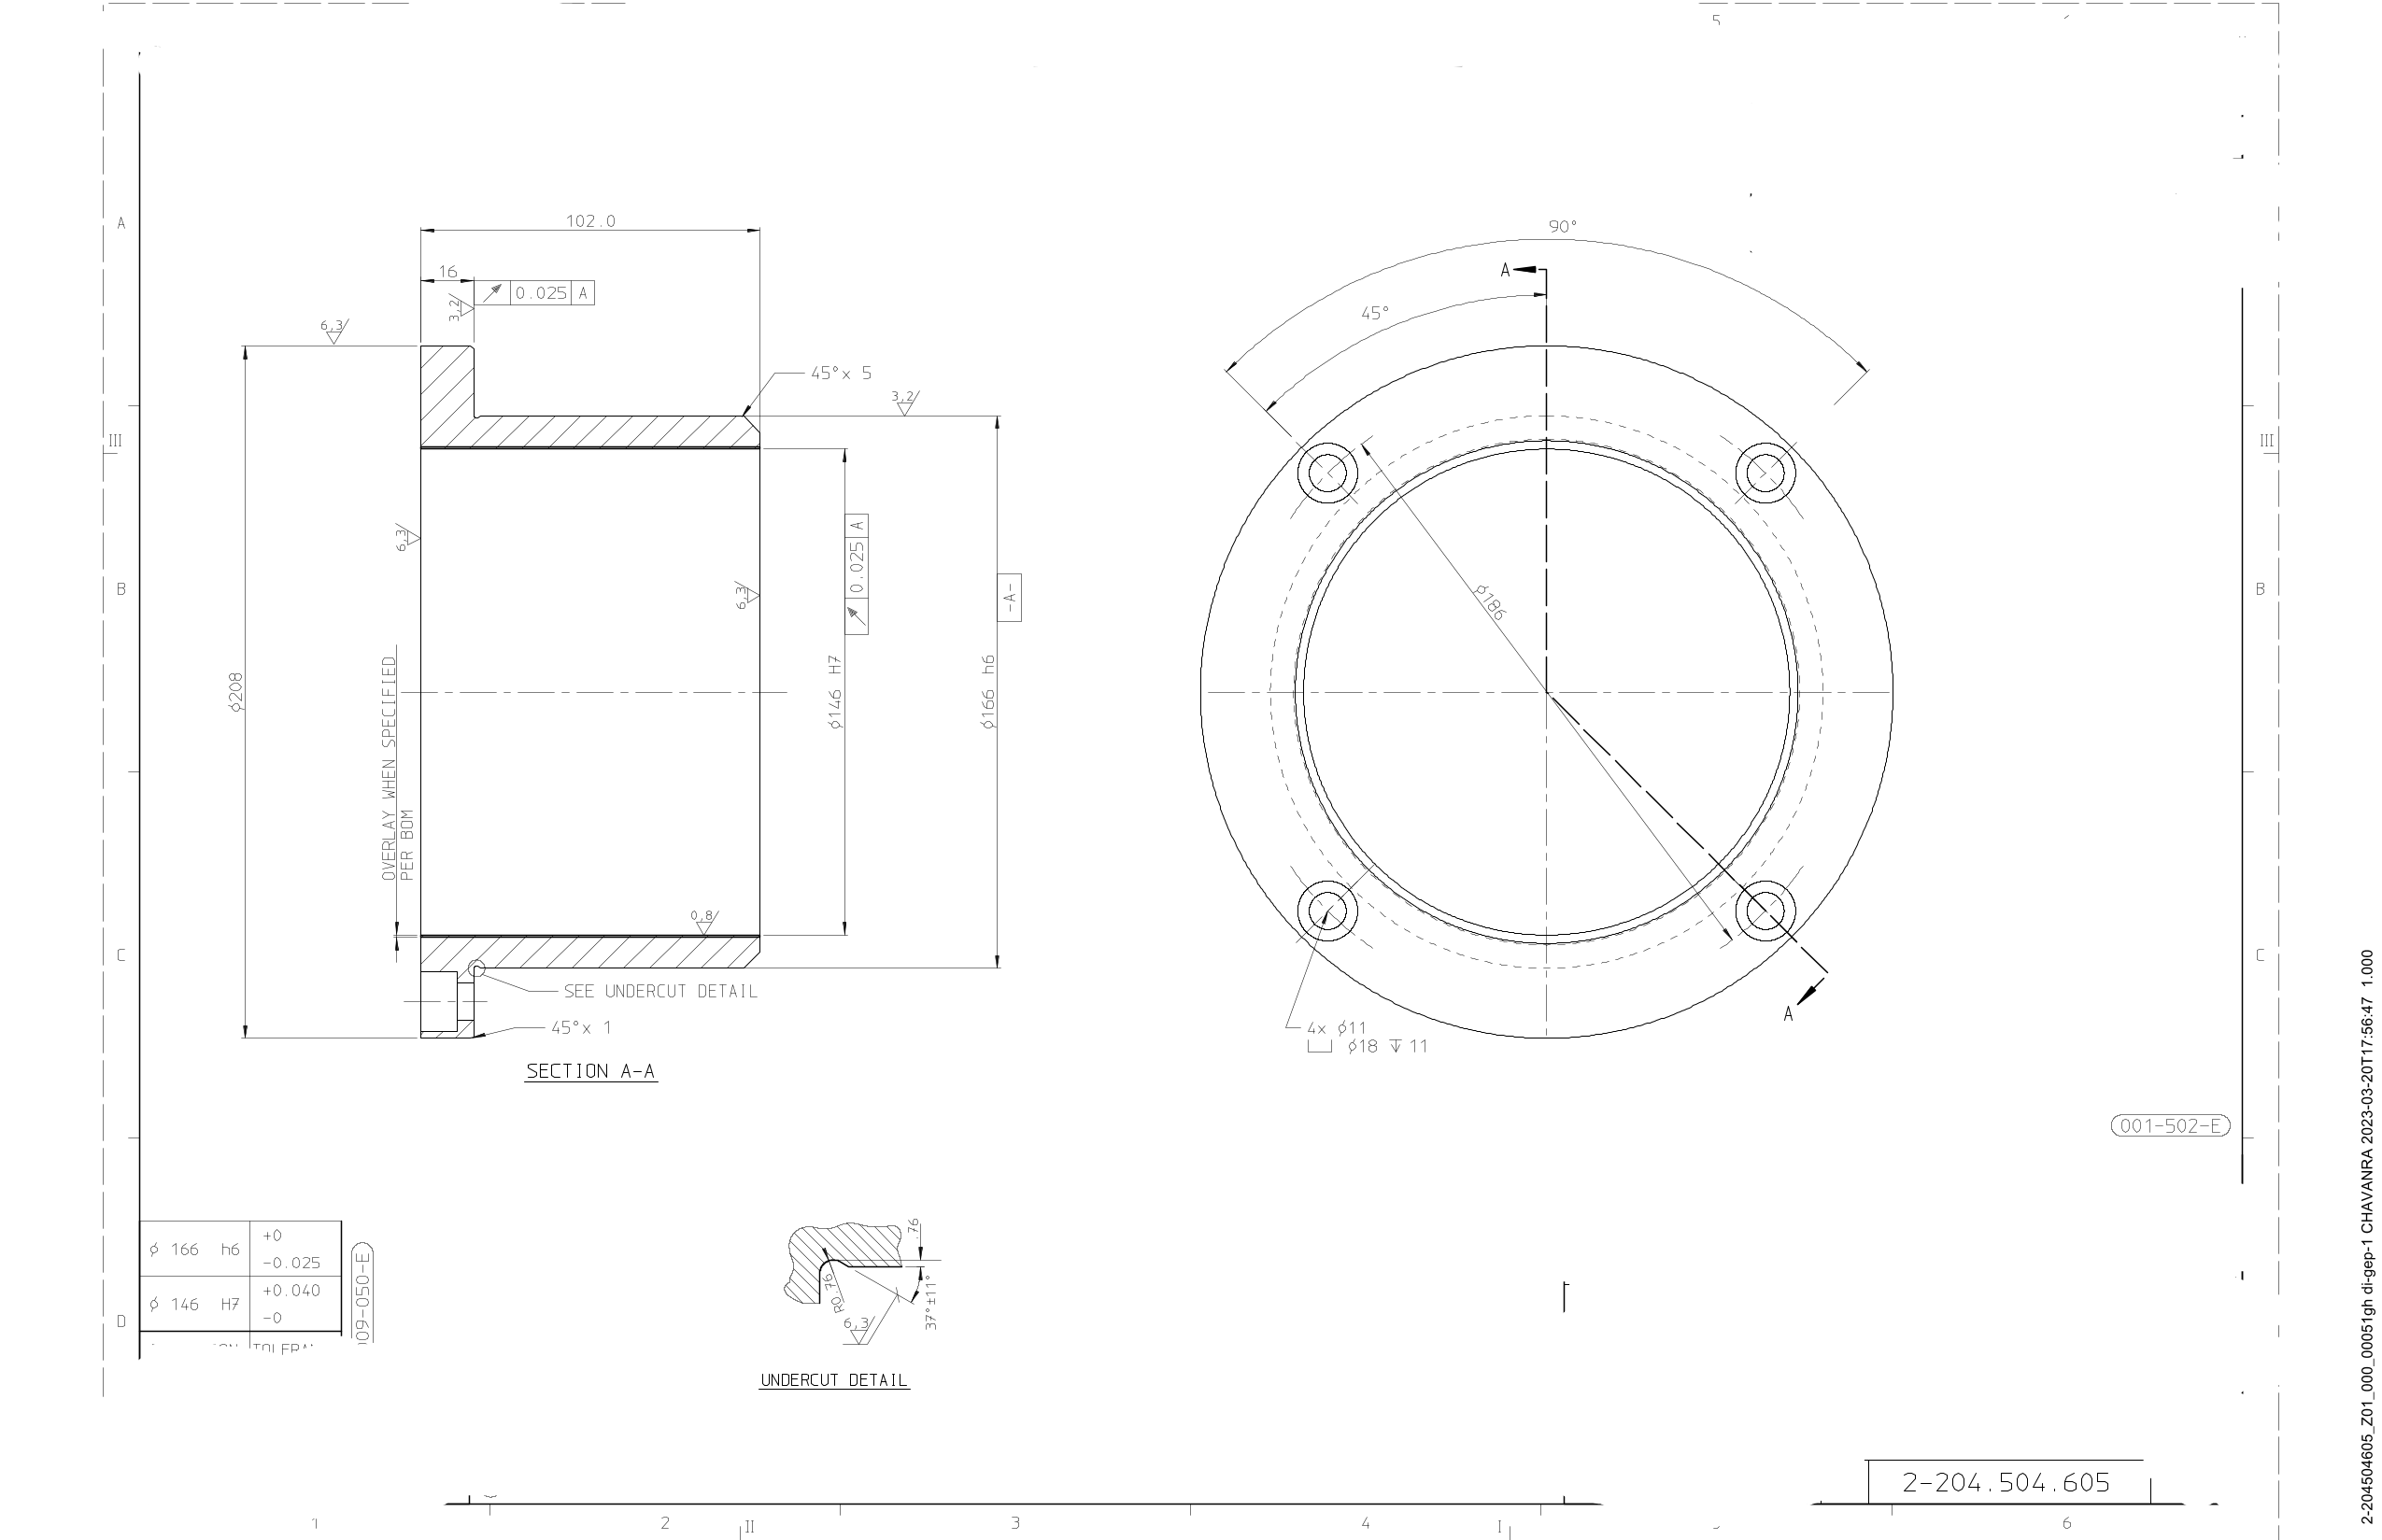 5
A
III
B
C
D
102.0
16
0.025 A
3,2
6,3
45°x 5
3,2
6,3
6,3
0.025 A
-A-
φ208
OVERLAY WHEN SPECIFIED
PER BOM
φ146 H7
φ166 h6
0,8
SEE UNDERCUT DETAIL
45°x 1
SECTION A-A
90°
A
45°
φ186
4x φ11
φ18 ↧ 11
A
III
B
C
001-502-E
φ 166 h6 +0
-0.025
φ 146 H7 +0.040
-0
009-050-E
.76
R0.76
37°±11°
6,3
UNDERCUT DETAIL
2-204.504.605
1 2 II 3 4 I 6
2-204504605_Z01_000_00051gh di-gep-1 CHAVANRA 2023-03-20T17:56:47 1.000